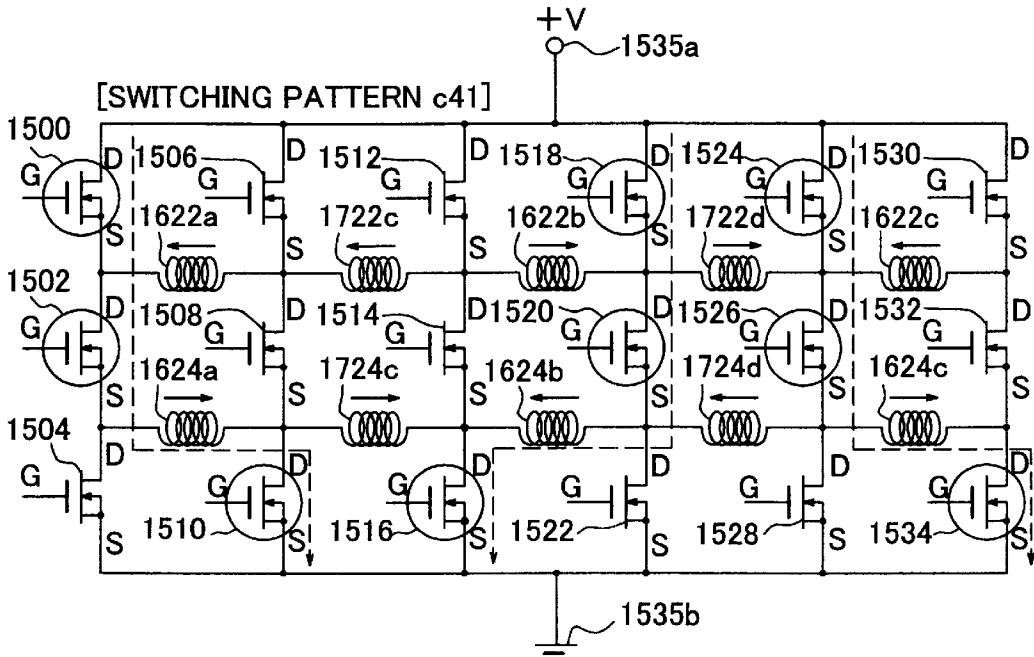 +V
1535a
[SWITCHING PATTERN c41]
1500 D 1506 D 1512 D 1518 D 1524 D 1530 D
G G G G G G
S 1622a S 1722c S 1622b S 1722d S 1622c S
1502 D 1508 D 1514 D 1520 D 1526 D 1532 D
G G G G G G
S 1624a S 1724c S 1624b S 1724d S 1624c S
1504 D D D D D D
G G G G G G
S 1510 S 1516 S 1522 S 1528 S 1534 S
1535b